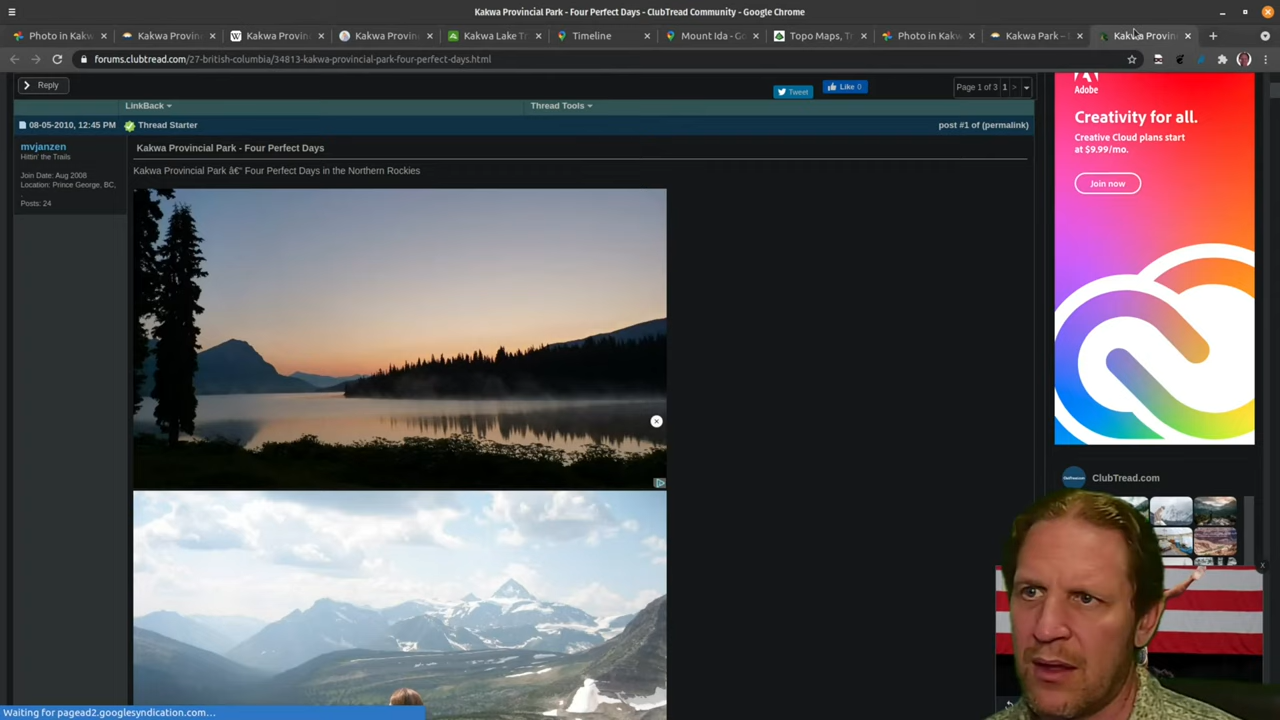 Kakwa Provincial Park - Four Perfect Days - ClubTread Community - Google Chrome
Photo in Kakw
Kakwa Provin
Kakwa Provin
Kakwa Provinc
Kakwa Lake Tr
Timeline
Mount Ida - Go
Topo Maps, Th
Photo in Kakw
Kakwa Park –
Kakwa Provin
forums.clubtread.com/27-british-columbia/34813-kakwa-provincial-park-four-perfect-days.html
Reply
Tweet
Like 0
Page 1 of 3 1 >
LinkBack
Thread Tools
08-05-2010, 12:45 PM
Thread Starter
post #1 of (permalink)
mvjanzen
Hittin' the Trails
Join Date: Aug 2008
Location: Prince George, BC,
.
Posts: 24
Kakwa Provincial Park - Four Perfect Days
Kakwa Provincial Park â€“ Four Perfect Days in the Northern Rockies
Adobe
Creativity for all.
Creative Cloud plans start
at $9.99/mo.
Join now
ClubTread.com
Waiting for pagead2.googlesyndication.com...